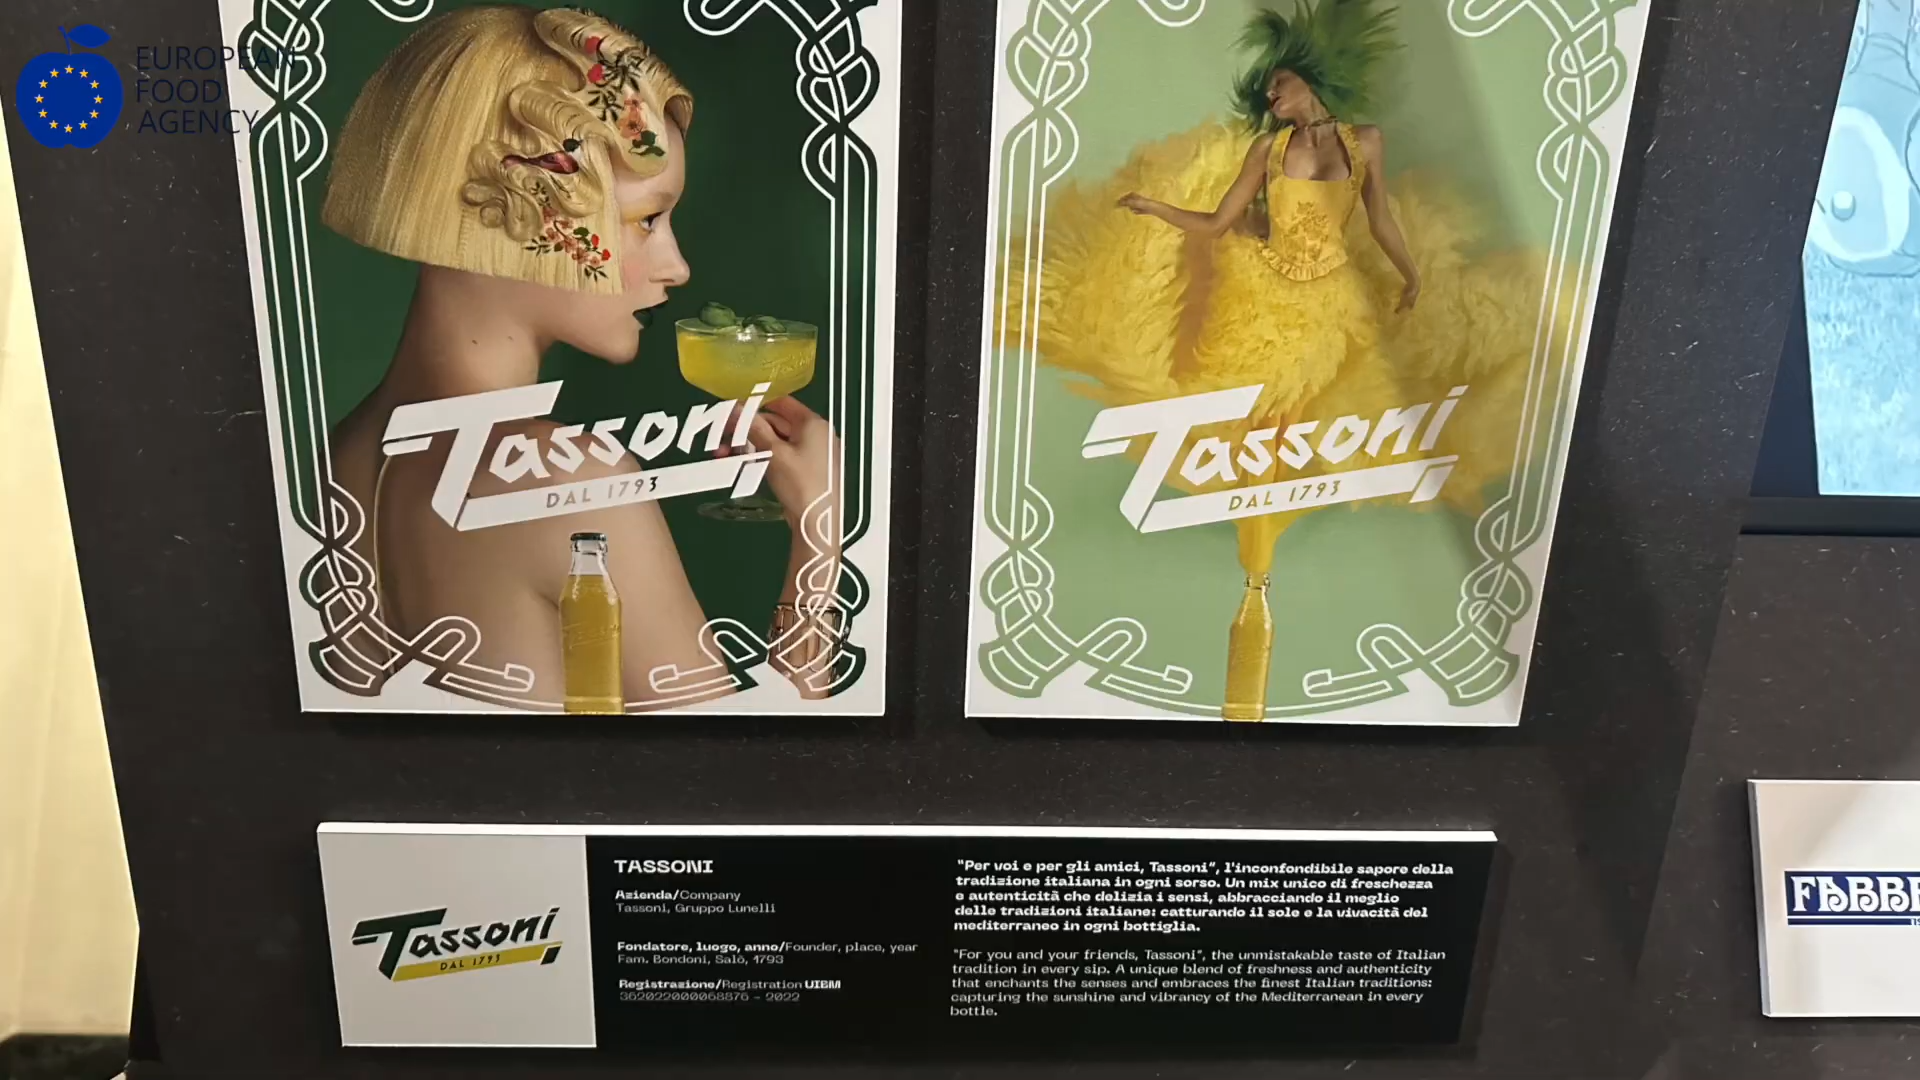 EUROPEAN
FOOD
AGENCY
Tassoni
DAL 1793
Tassoni
DAL 1793
Tassoni
DAL 1793
TASSONI
Azienda/Company
Tassoni, Gruppo Lunelli
Fondatore, luogo, anno/Founder, place, year
Fam. Bondoni, Salò, 1793
Registrazione/Registration UIBM
362022000068876 - 2022
"Per voi e per gli amici, Tassoni", l'inconfondibile sapore della
tradizione italiana in ogni sorso. Un mix unico di freschezza
e autenticità che delizia i sensi, abbracciando il meglio
delle tradizioni italiane: catturando il sole e la vivacità del
mediterraneo in ogni bottiglia.
"For you and your friends, Tassoni", the unmistakable taste of Italian
tradition in every sip. A unique blend of freshness and authenticity
that enchants the senses and embraces the finest Italian traditions:
capturing the sunshine and vibrancy of the Mediterranean in every
bottle.
FABB